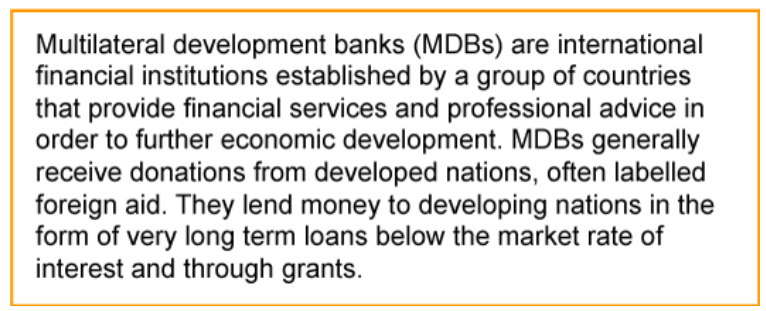 Multilateral development banks (MDBs) are international
financial institutions established by a group of countries
that provide financial services and professional advice in
order to further economic development. MDBs generally
receive donations from developed nations, often labelled
foreign aid. They lend money to developing nations in the
form of very long term loans below the market rate of
interest and through grants.